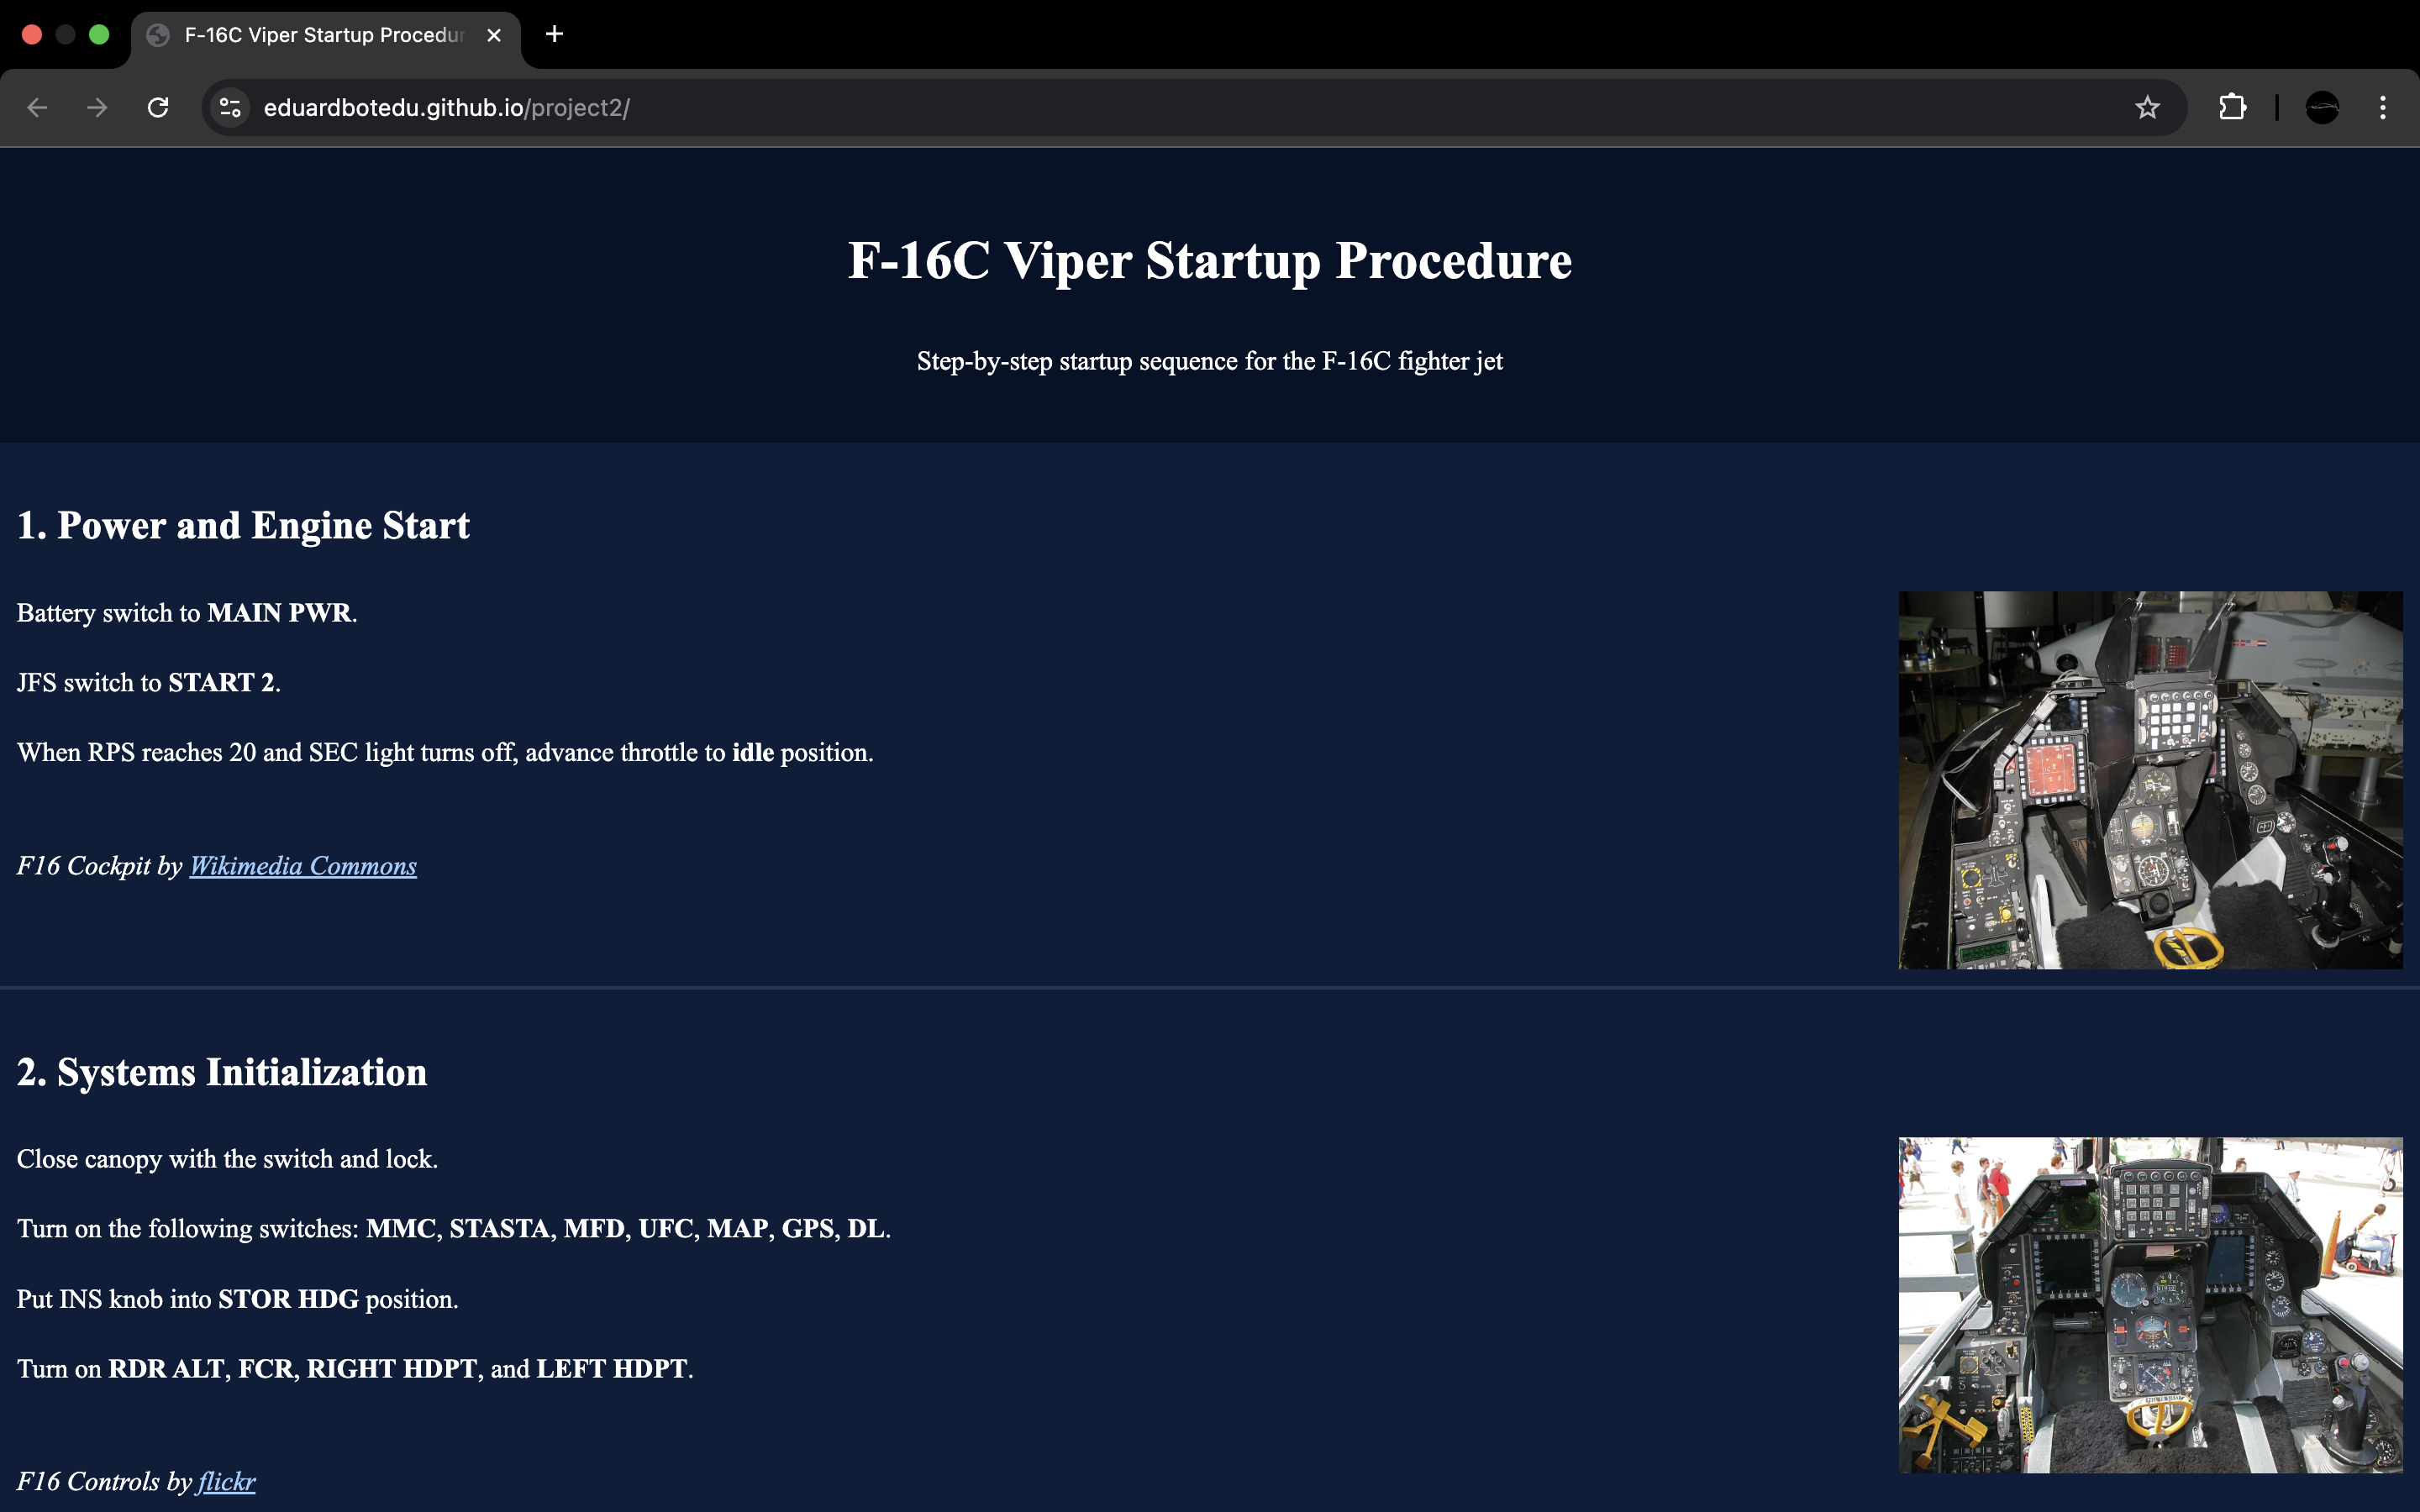 F-16C Viper Startup Procedur
eduardbotedu.github.io/project2/
F-16C Viper Startup Procedure
Step-by-step startup sequence for the F-16C fighter jet
1. Power and Engine Start
Battery switch to MAIN PWR.
JFS switch to START 2.
When RPS reaches 20 and SEC light turns off, advance throttle to idle position.
F16 Cockpit by Wikimedia Commons
2. Systems Initialization
Close canopy with the switch and lock.
Turn on the following switches: MMC, STASTA, MFD, UFC, MAP, GPS, DL.
Put INS knob into STOR HDG position.
Turn on RDR ALT, FCR, RIGHT HDPT, and LEFT HDPT.
F16 Controls by flickr